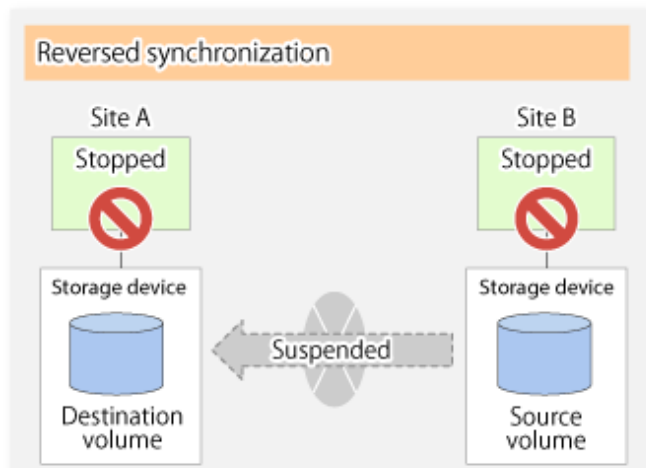 Reversed synchronization
Site A
Site B
Stopped
Stopped
Storage device
Storage device
Suspended
Destination
volume
Source
volume